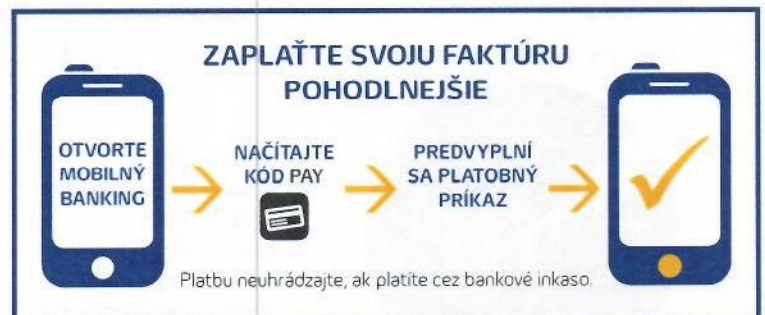 ZAPLAŤTE SVOJU FAKTÚRU
POHODLNEJŠIE
OTVORTE
MOBILNÝ
BANKING
NAČÍTAJTE
KÓD PAY
PREDVYPLNÍ
SA PLATOBNÝ
PRÍKAZ
Platbu neuhrádzajte, ak platíte cez bankové inkaso.